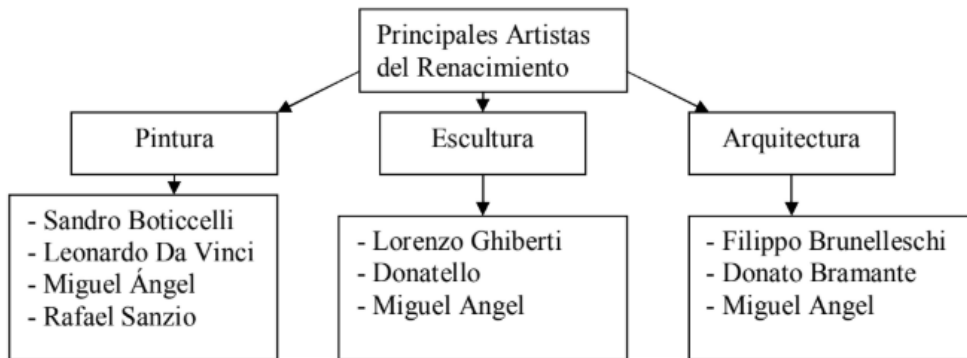 Principales Artistas
del Renacimiento
Pintura
Escultura
Arquitectura
- Sandro Boticcelli
- Leonardo Da Vinci
- Miguel Ángel
- Rafael Sanzio
- Lorenzo Ghiberti
- Donatello
- Miguel Angel
- Filippo Brunelleschi
- Donato Bramante
- Miguel Angel